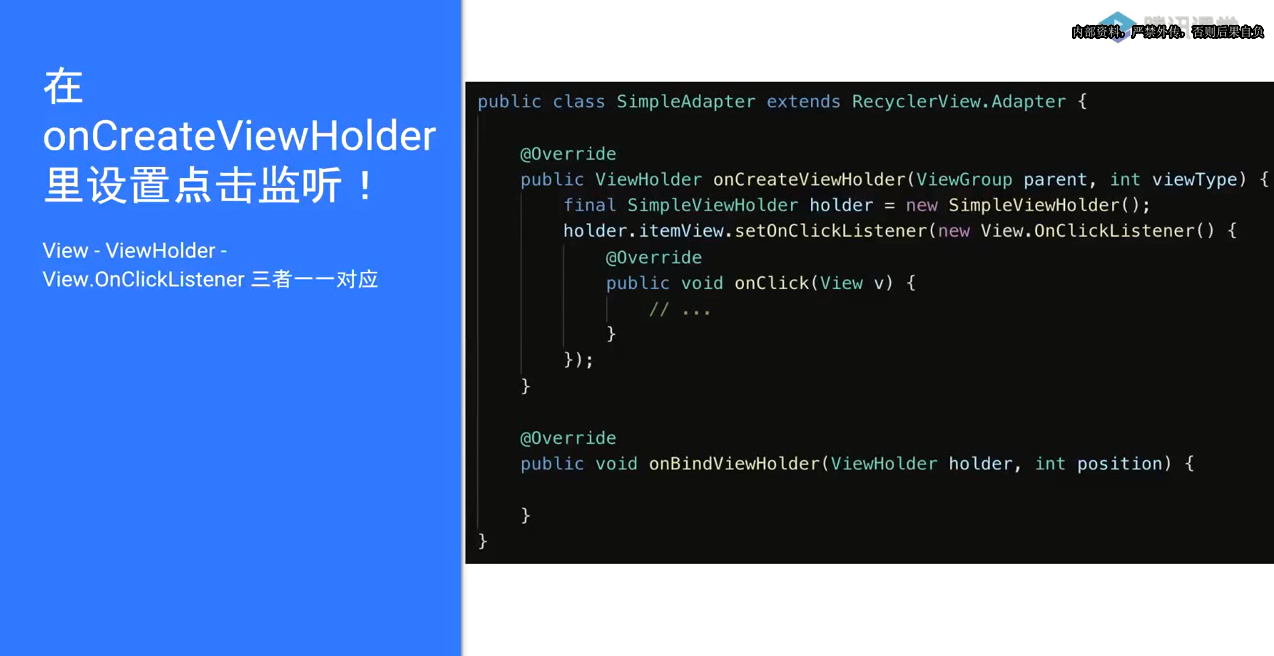 内部资料，严禁外传，否则后果自负
在
onCreateViewHolder
里设置点击监听！
View - ViewHolder -
View.OnClickListener 三者一一对应
public class SimpleAdapter extends RecyclerView.Adapter {
@Override
public ViewHolder onCreateViewHolder(ViewGroup parent, int viewType) {
final SimpleViewHolder holder = new SimpleViewHolder();
holder.itemView.setOnClickListener(new View.OnClickListener() {
@Override
public void onClick(View v) {
// ...
}
});
}
@Override
public void onBindViewHolder(ViewHolder holder, int position) {
}
}